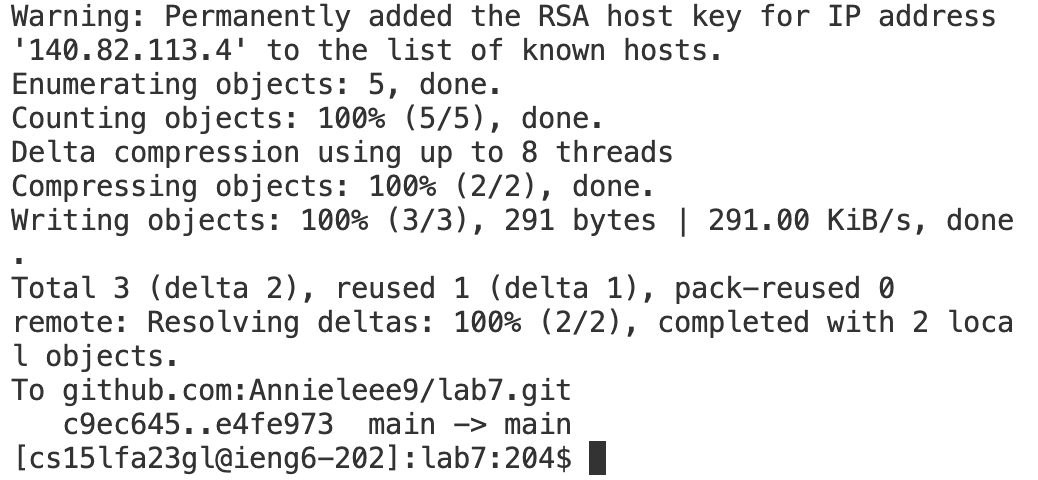 Warning: Permanently added the RSA host key for IP address
'140.82.113.4' to the list of known hosts.
Enumerating objects: 5, done.
Counting objects: 100% (5/5), done.
Delta compression using up to 8 threads
Compressing objects: 100% (2/2), done.
Writing objects: 100% (3/3), 291 bytes | 291.00 KiB/s, done
.
Total 3 (delta 2), reused 1 (delta 1), pack-reused 0
remote: Resolving deltas: 100% (2/2), completed with 2 loca
l objects.
To github.com:Annieleee9/lab7.git
   c9ec645..e4fe973  main -> main
[cs15lfa23gl@ieng6-202]:lab7:204$